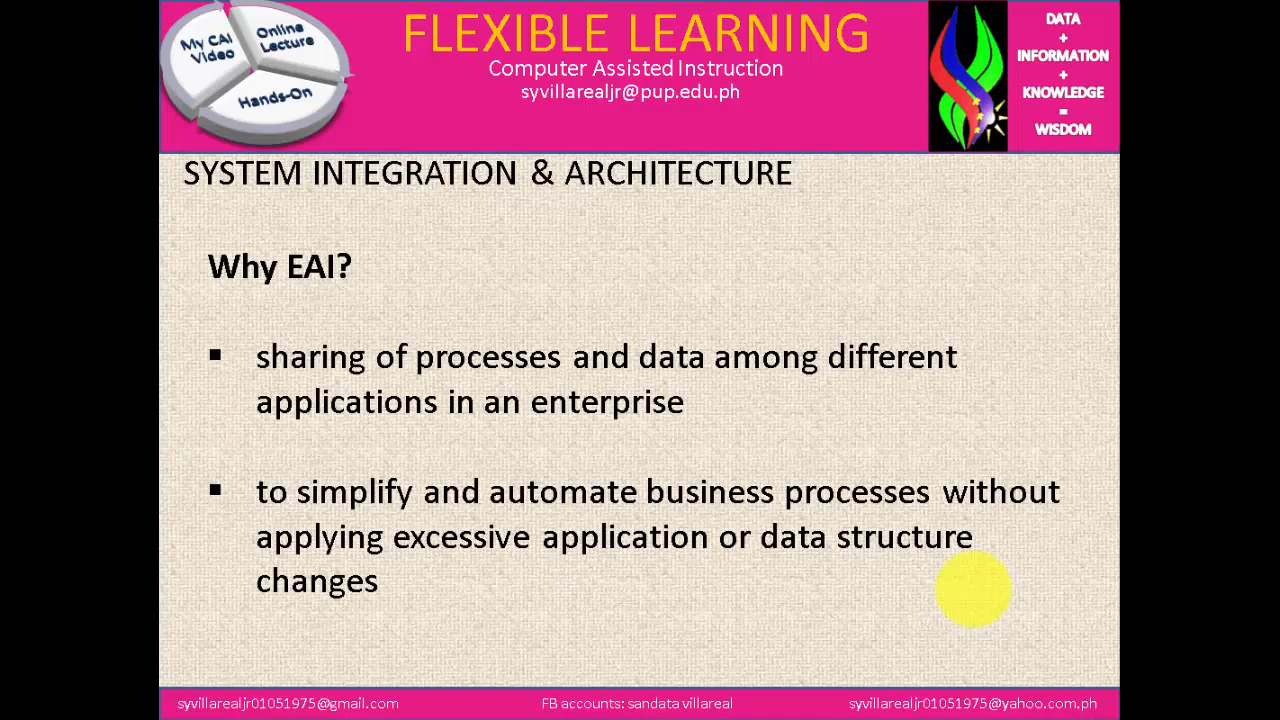 My CAI
Video
Online
Lecture
Hands-On
FLEXIBLE LEARNING
Computer Assisted Instruction
syvillarealjr@pup.edu.ph
DATA
+
INFORMATION
+
KNOWLEDGE
=
WISDOM
SYSTEM INTEGRATION & ARCHITECTURE
Why EAI?
▪ sharing of processes and data among different
applications in an enterprise
▪ to simplify and automate business processes without
applying excessive application or data structure
changes
syvillarealjr01051975@gmail.com
FB accounts: sandata villareal
syvillarealjr01051975@yahoo.com.ph